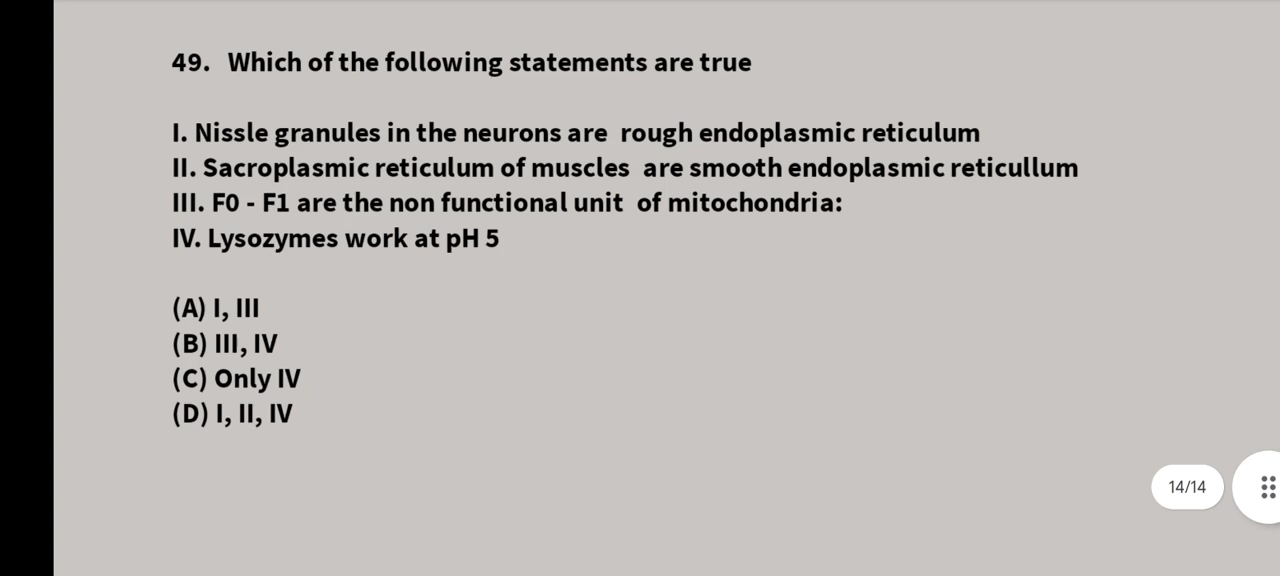 49. Which of the following statements are true
I. Nissle granules in the neurons are rough endoplasmic reticulum
II. Sacroplasmic reticulum of muscles are smooth endoplasmic reticullum
III. F0 - F1 are the non functional unit of mitochondria:
IV. Lysozymes work at pH 5
(A) I, III
(B) III, IV
(C) Only IV
(D) I, II, IV
14/14